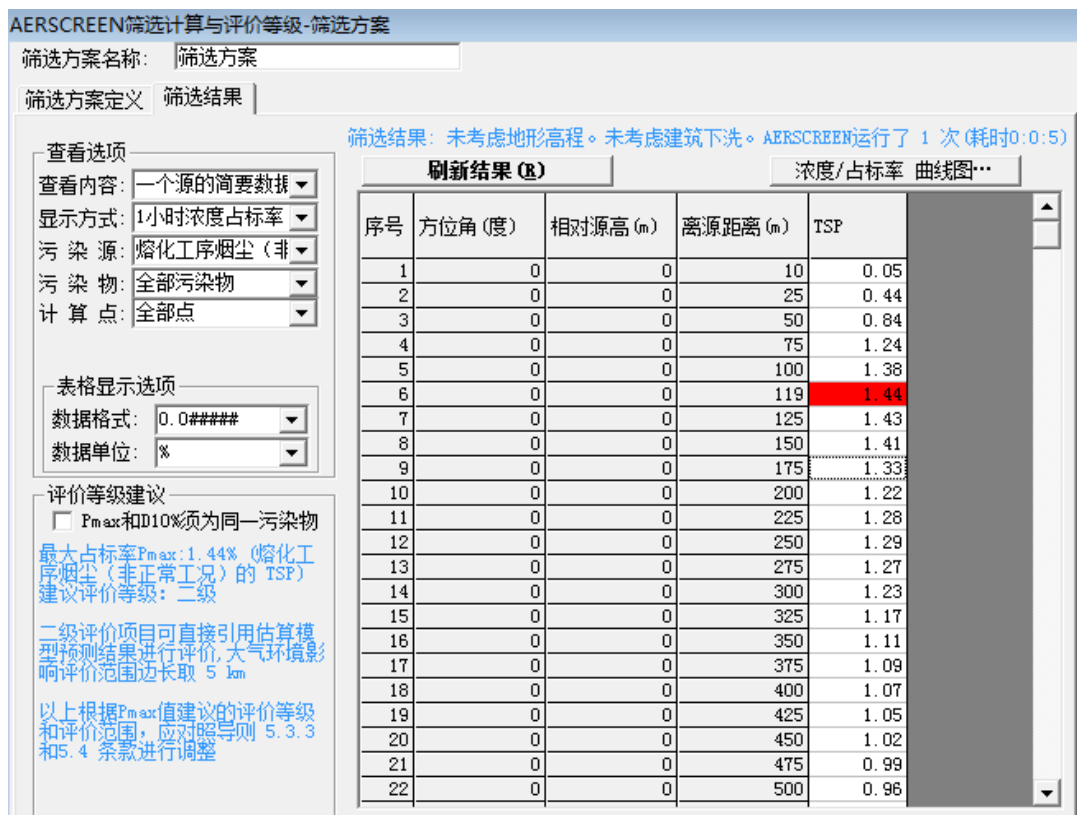 AERSCREEN筛选计算与评价等级-筛选方案
筛选方案名称: 筛选方案
筛选方案定义 筛选结果
筛选结果: 未考虑地形高程。未考虑建筑下洗。AERSCREEN运行了 1 次(耗时0:0:5)
刷新结果(R) 浓度/占标率 曲线图…
查看选项
查看内容: 一个源的简要数据
显示方式: 1小时浓度占标率
污 染 源: 熔化工序烟尘（非
污 染 物: 全部污染物
计 算 点: 全部点
表格显示选项
数据格式: 0.0#####
数据单位: %
评价等级建议
Pmax和D10%须为同一污染物
最大占标率Pmax:1.44% (熔化工
序烟尘（非正常工况）的 TSP)
建议评价等级: 二级
二级评价项目可直接引用估算模
型预测结果进行评价,大气环境影
响评价范围边长取 5 km
以上根据Pmax值建议的评价等级
和评价范围，应对照导则 5.3.3
和5.4 条款进行调整
序号 方位角(度) 相对源高(m) 离源距离(m) TSP
1 0 0 10 0.05
2 0 0 25 0.44
3 0 0 50 0.84
4 0 0 75 1.24
5 0 0 100 1.38
6 0 0 119 1.44
7 0 0 125 1.43
8 0 0 150 1.41
9 0 0 175 1.33
10 0 0 200 1.22
11 0 0 225 1.28
12 0 0 250 1.29
13 0 0 275 1.27
14 0 0 300 1.23
15 0 0 325 1.17
16 0 0 350 1.11
17 0 0 375 1.09
18 0 0 400 1.07
19 0 0 425 1.05
20 0 0 450 1.02
21 0 0 475 0.99
22 0 0 500 0.96